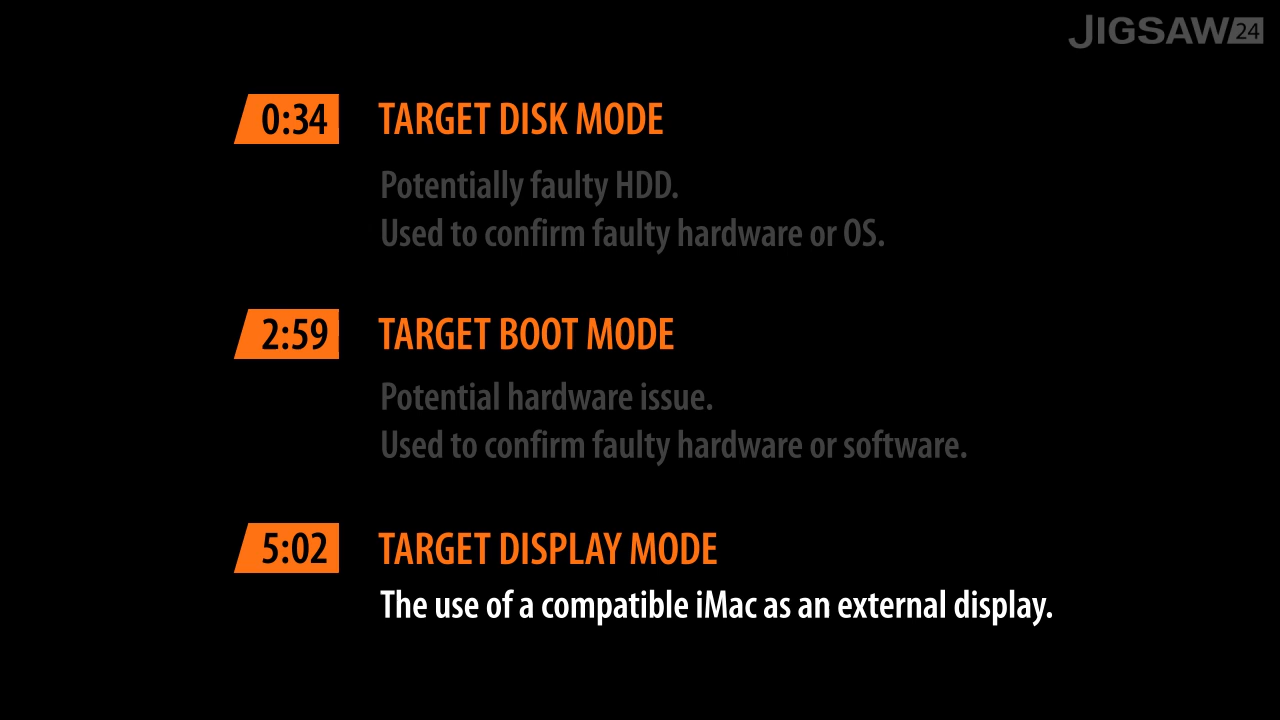 JIGSAW24
0:34 TARGET DISK MODE
Potentially faulty HDD.
Used to confirm faulty hardware or OS.
2:59 TARGET BOOT MODE
Potential hardware issue.
Used to confirm faulty hardware or software.
5:02 TARGET DISPLAY MODE
The use of a compatible iMac as an external display.